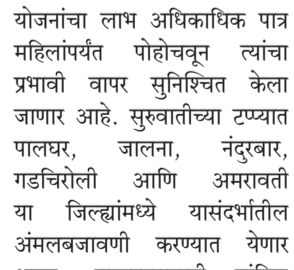 योजनांचा लाभ अधिकाधिक पात्र
महिलांपर्यंत पोहोचवून त्यांचा
प्रभावी वापर सुनिश्चित केला
जाणार आहे. सुरुवातीच्या टप्प्यात
पालघर, जालना, नंदुरबार,
गडचिरोली आणि अमरावती
या जिल्ह्यांमध्ये यासंदर्भातील
अंमलबजावणी करण्यात येणार